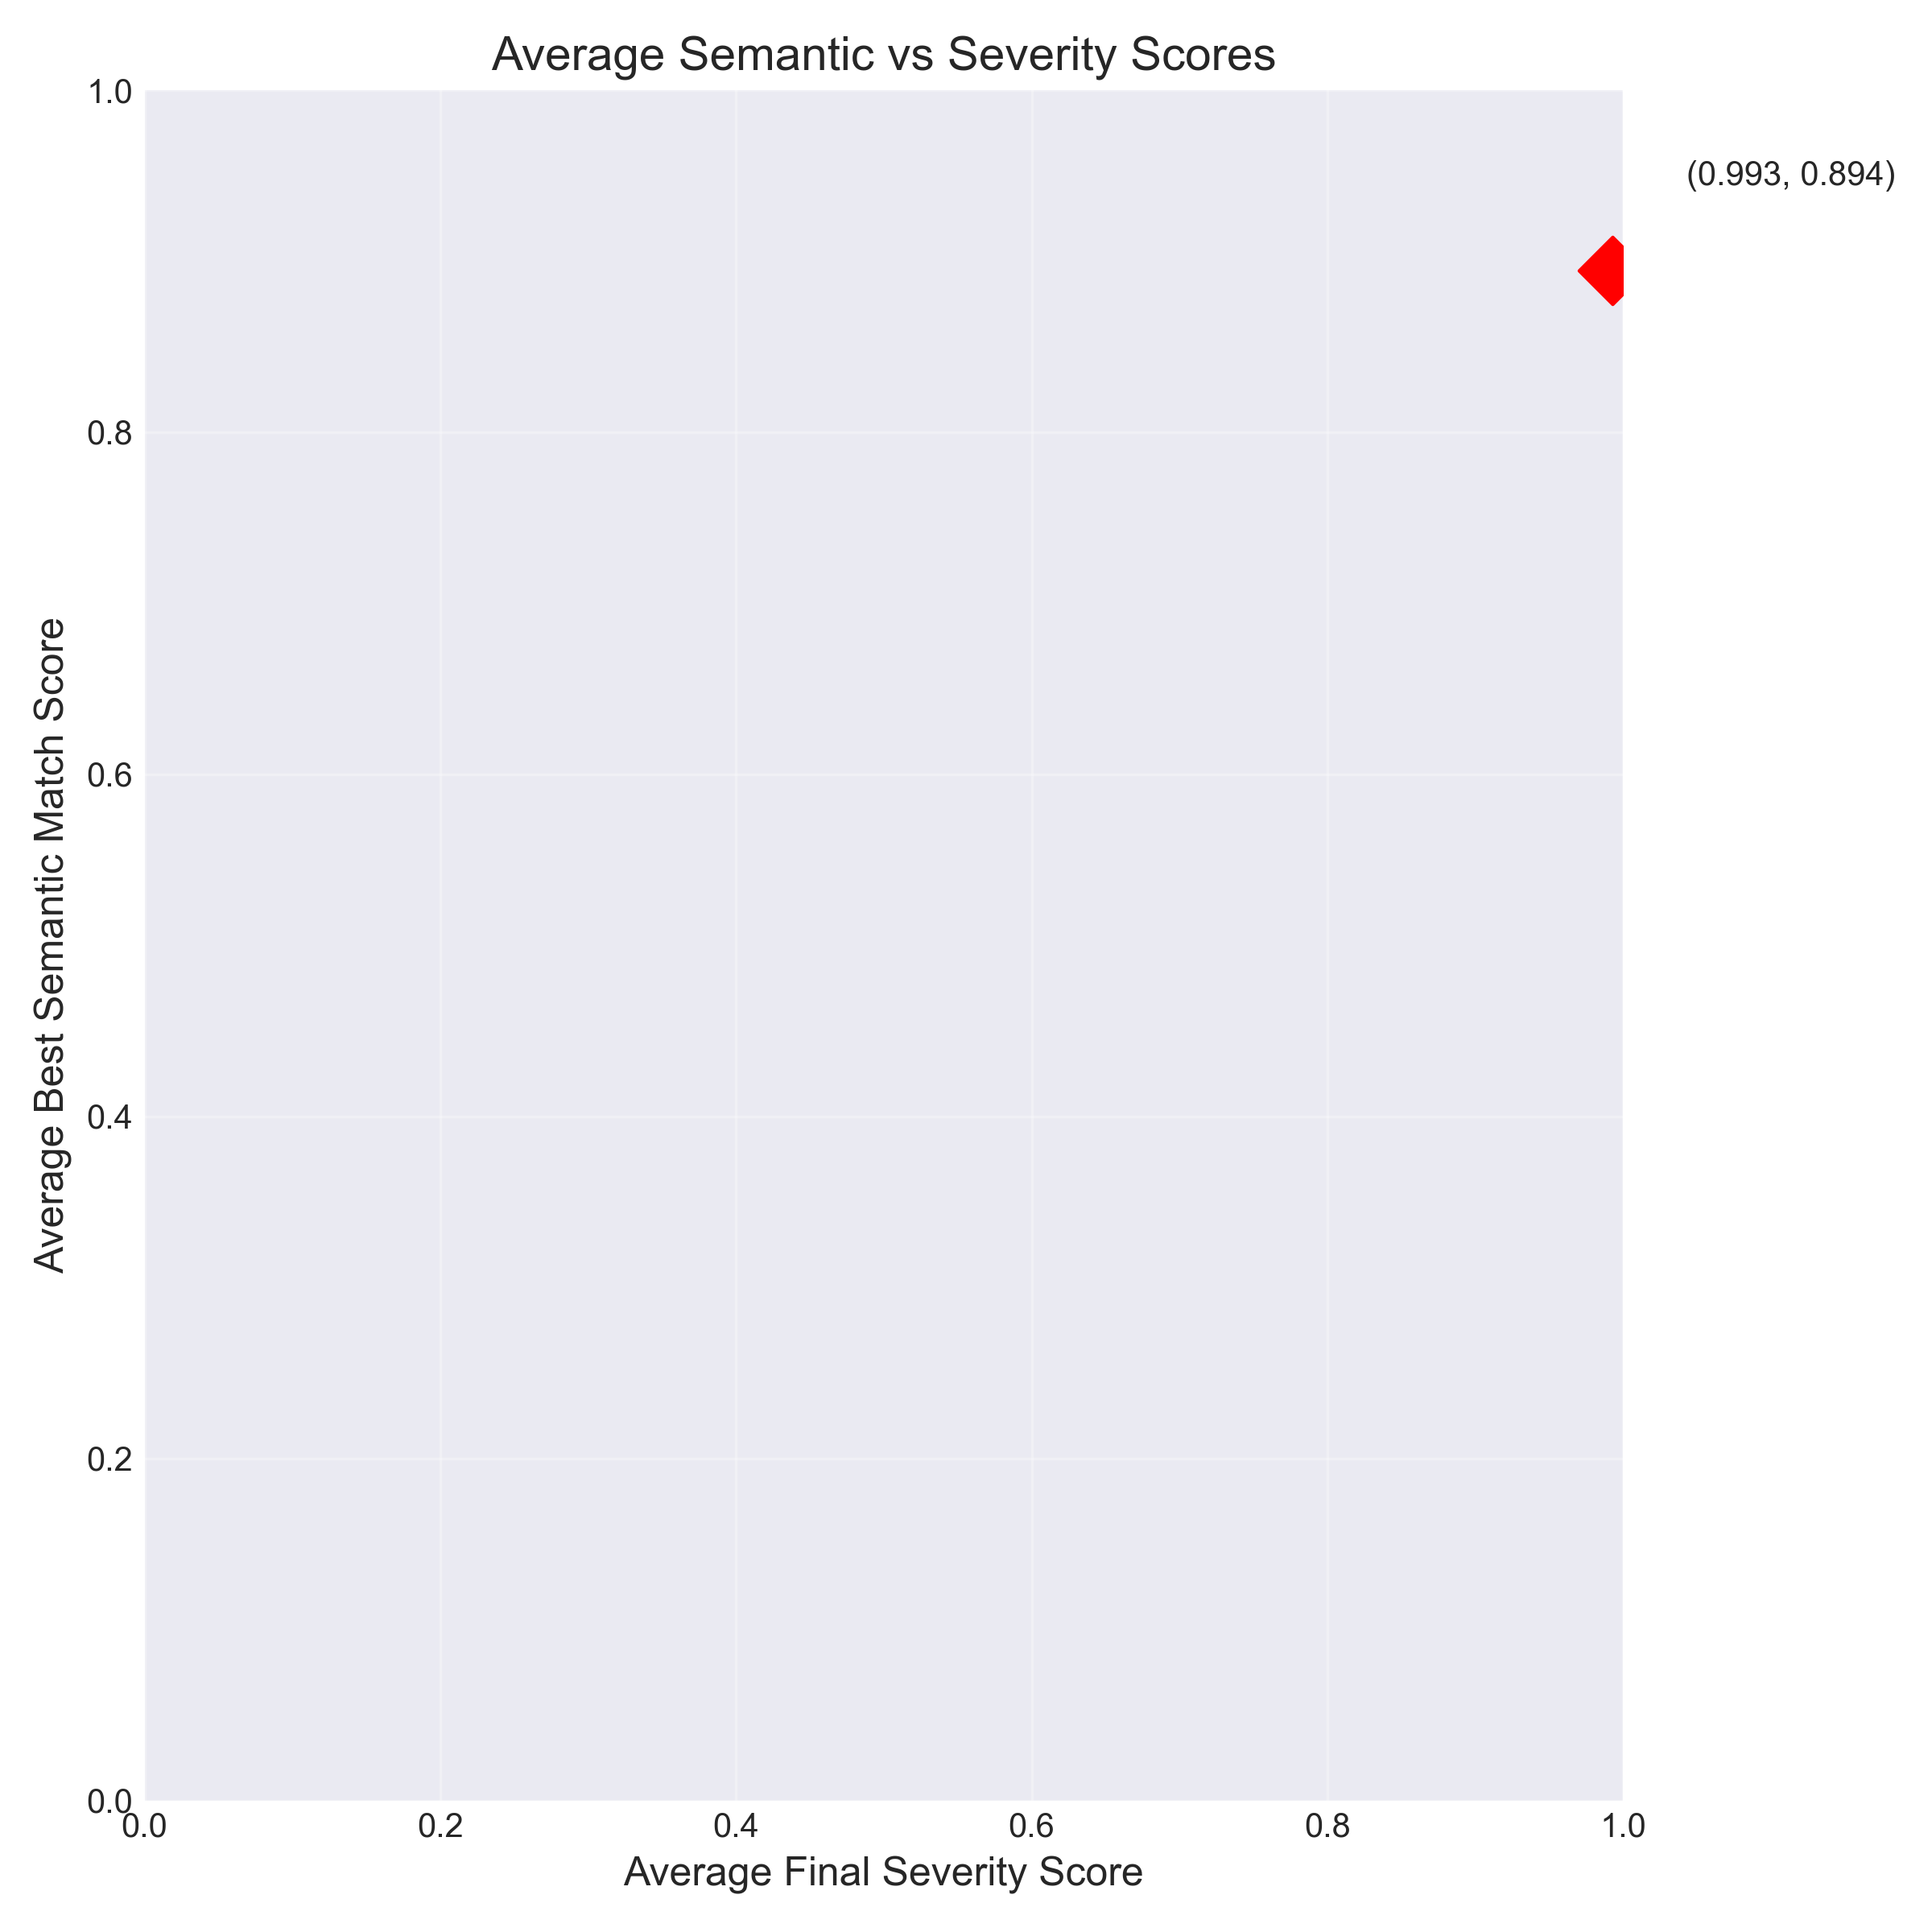 Average Semantic vs Severity Scores
1.0
(0.993, 0.894)
0.8
0.6
0.4
0.2
0.0
Average Best Semantic Match Score
0.0 0.2 0.4 0.6 0.8 1.0
Average Final Severity Score